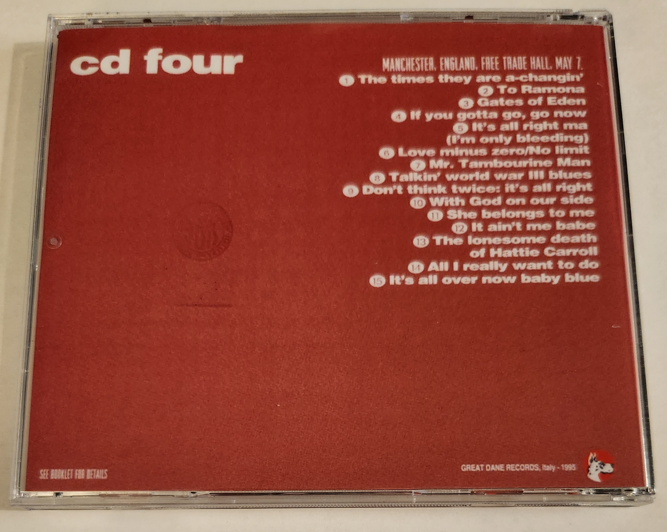 cd four
MANCHESTER, ENGLAND, FREE TRADE HALL, MAY 7.
1 The times they are a-changin'
2 To Ramona
3 Gates of Eden
4 If you gotta go, go now
5 It's all right ma
(I'm only bleeding)
6 Love minus zero/No limit
7 Mr. Tambourine Man
8 Talkin' world war III blues
9 Don't think twice: it's all right
10 With God on our side
11 She belongs to me
12 It ain't me babe
13 The lonesome death
of Hattie Carroll
14 All I really want to do
15 It's all over now baby blue
SEE BOOKLET FOR DETAILS
GREAT DANE RECORDS, Italy - 1995